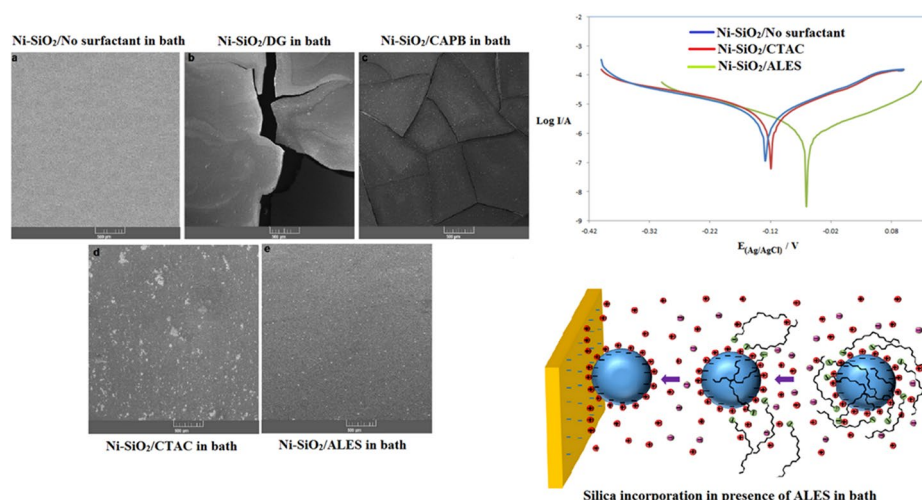 Ni-SiO₂/No surfactant in bath
Ni-SiO₂/DG in bath
Ni-SiO₂/CAPB in bath
a
b
c
d
e
Ni-SiO₂/CTAC in bath
Ni-SiO₂/ALES in bath
Ni-SiO₂/No surfactant
Ni-SiO₂/CTAC
Ni-SiO₂/ALES
Log I/A
-2
-3
-4
-5
-6
-7
-8
-9
-0.42
-0.32
-0.22
-0.12
-0.02
0.08
E(Ag/AgCl) / V
Silica incorporation in presence of ALES in bath